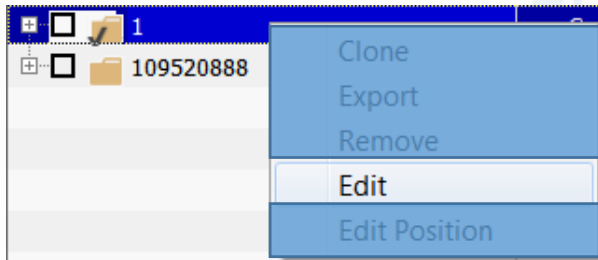 1
109520888
Clone
Export
Remove
Edit
Edit Position